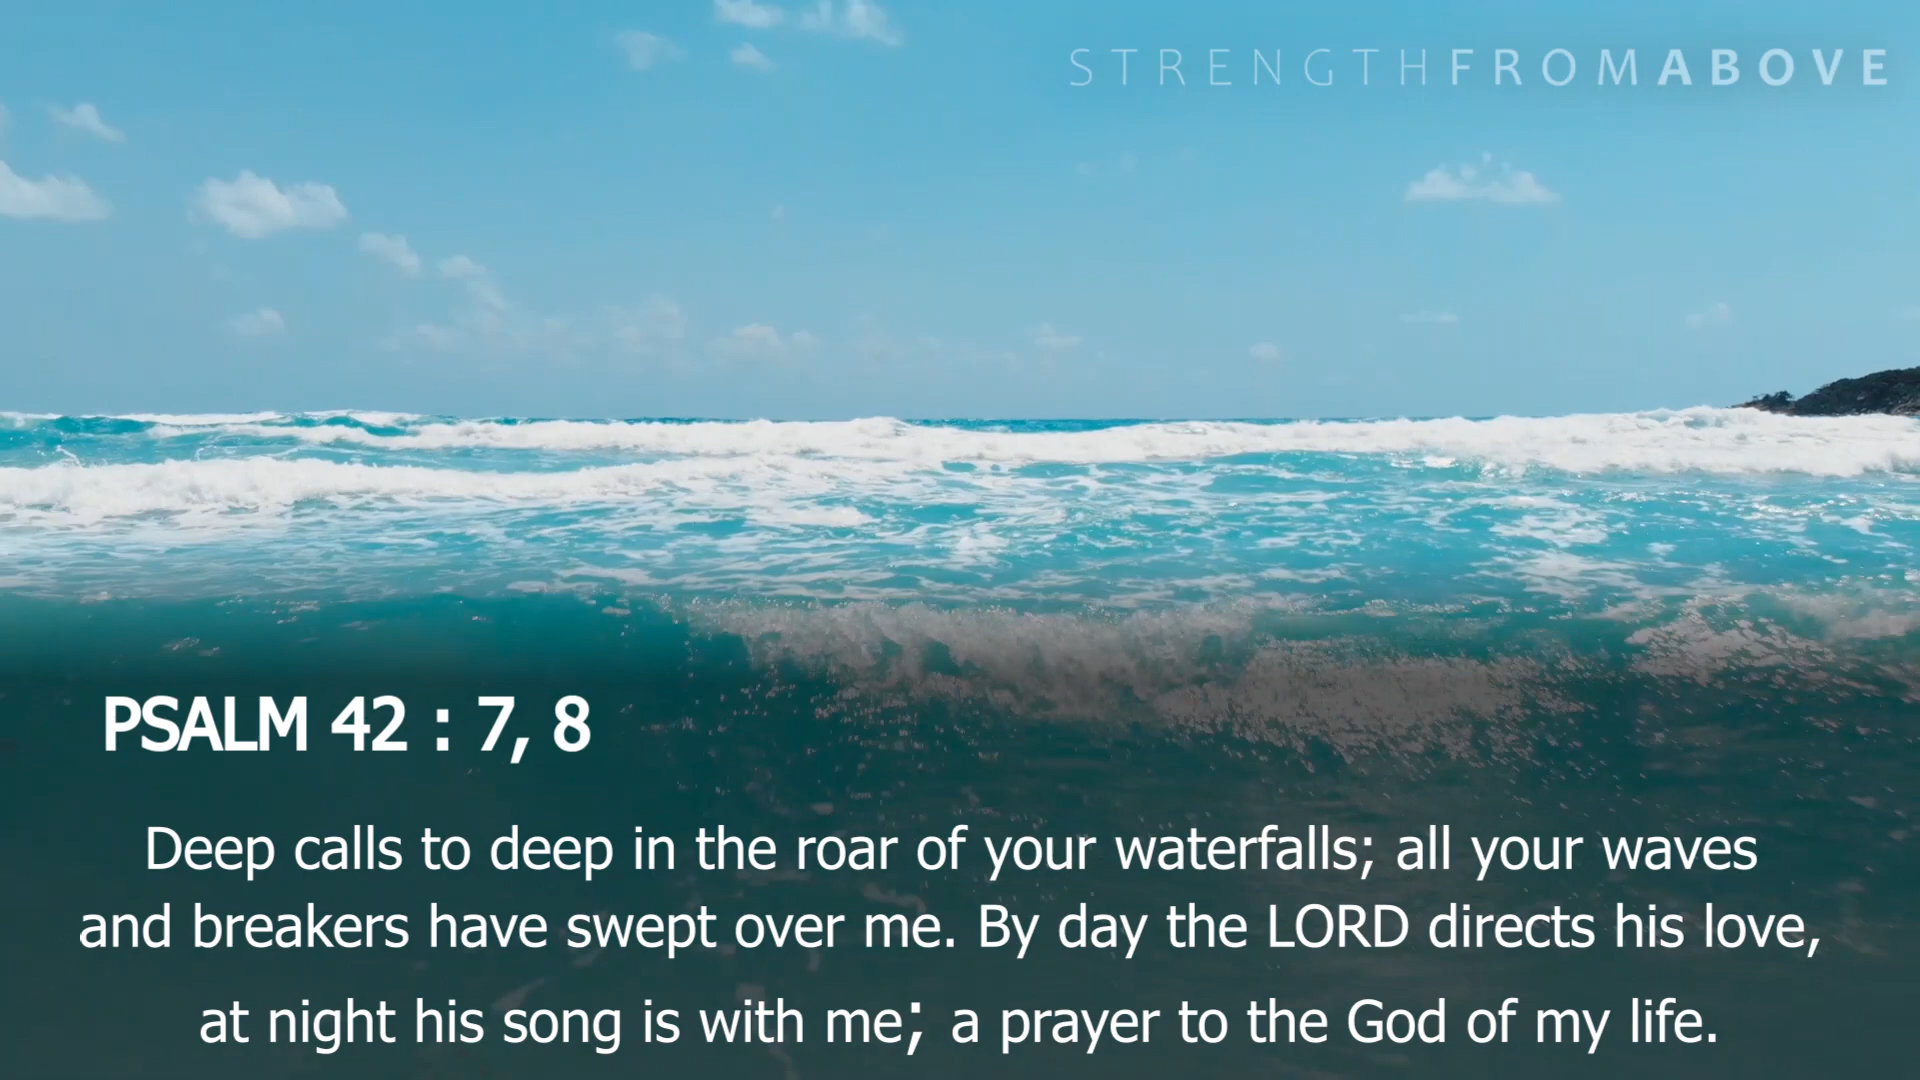 STRENGTHFROMABOVE
PSALM 42 : 7, 8
Deep calls to deep in the roar of your waterfalls; all your waves
and breakers have swept over me. By day the LORD directs his love,
at night his song is with me; a prayer to the God of my life.